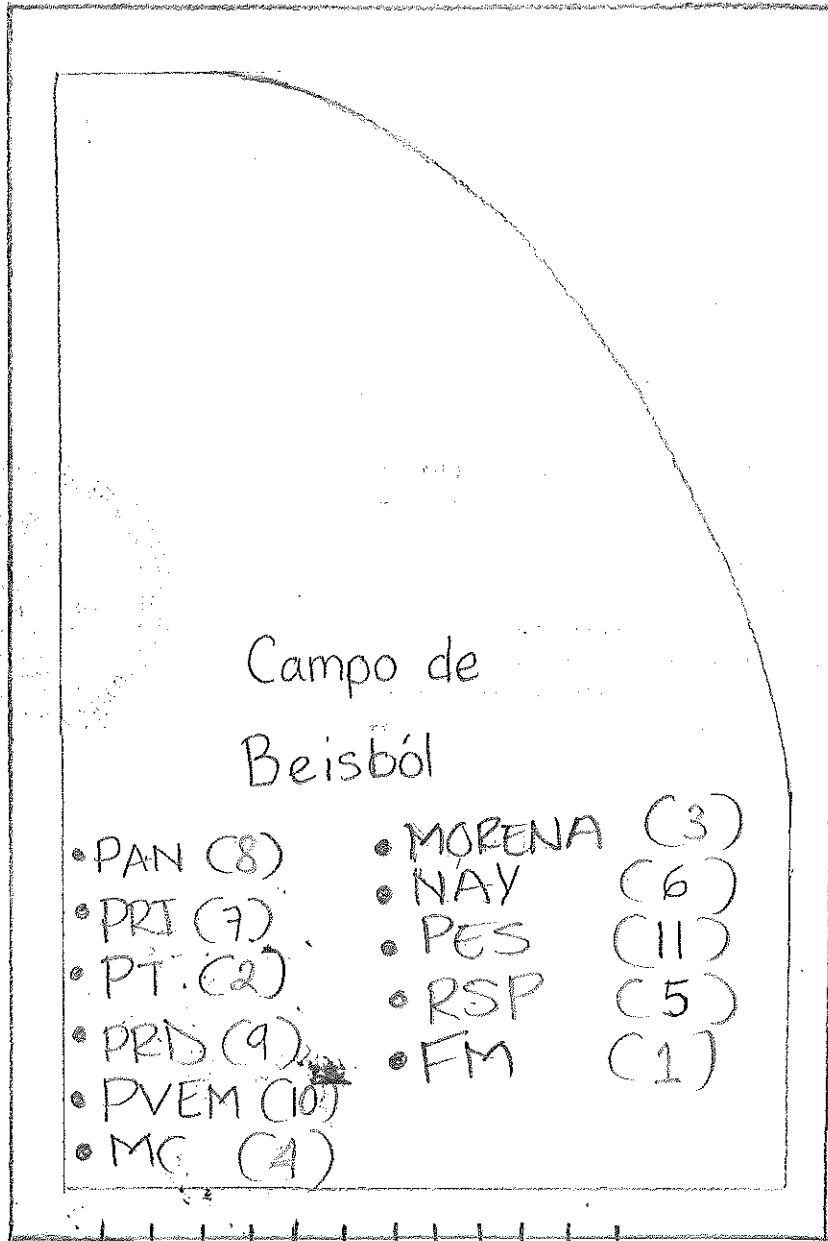 Campo de
Beisból
• PAN (8)
• PRI (7)
• PT. (2)
• PRD (9)
• PVEM (10)
• MC (4)
• MORENA (3)
• NAY (6)
• PES (11)
• RSP (5)
• FM (1)